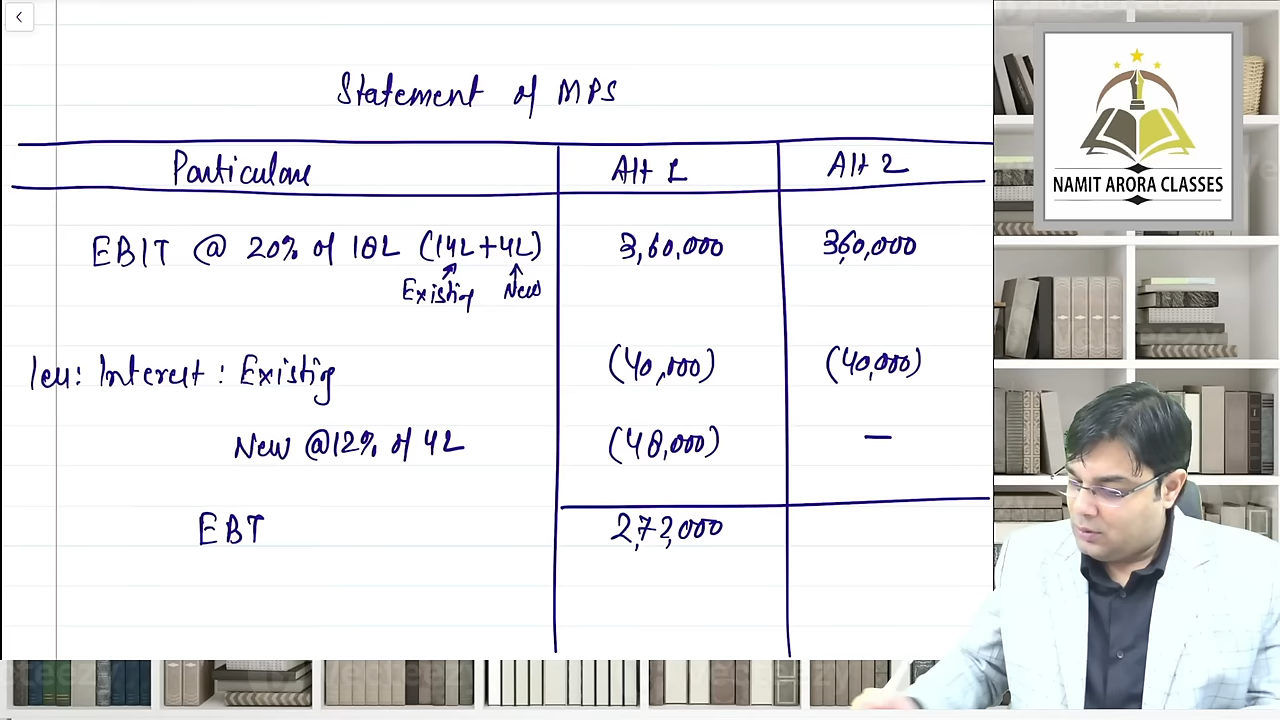 Statement of MPS
Particulars Alt 1 Alt 2
EBIT @ 20% of 18L (14L+4L) 3,60,000 3,60,000
Existing New
less: Interest: Existing (40,000) (40,000)
New @12% of 4L (48,000) —
EBT 2,72,000
NAMIT ARORA CLASSES